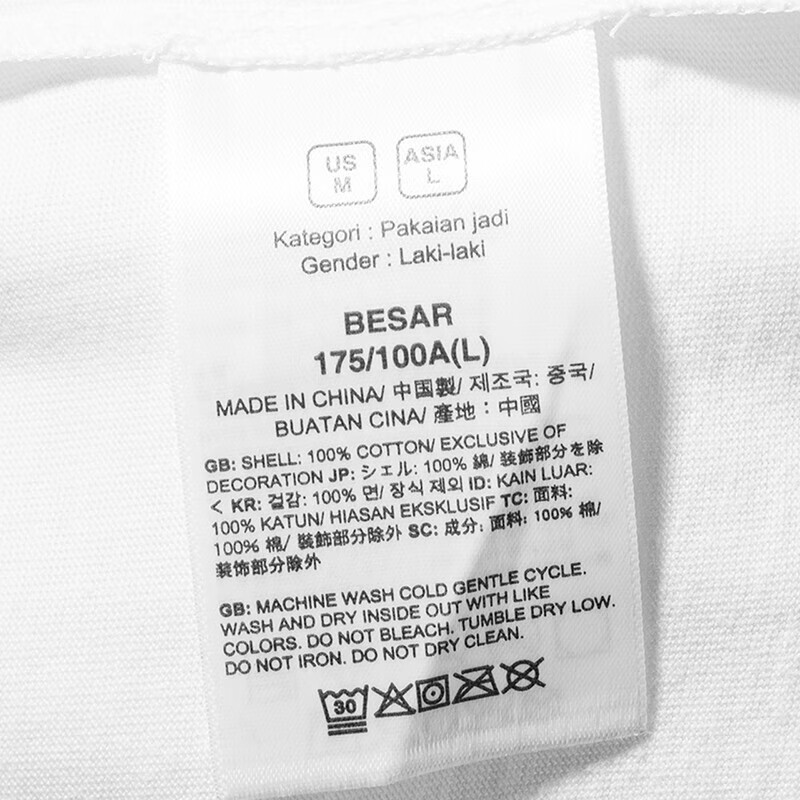 US
M
ASIA
L
Kategori : Pakaian jadi
Gender : Laki-laki
BESAR
175/100A(L)
MADE IN CHINA/ 中国製/ 제조국: 중국/
BUATAN CINA/ 產地：中國
GB: SHELL: 100% COTTON/ EXCLUSIVE OF
DECORATION JP: シェル: 100% 綿/ 装飾部分を除
く KR: 겉감: 100% 면/ 장식 제외 ID: KAIN LUAR:
100% KATUN/ HIASAN EKSKLUSIF TC: 面料:
100% 棉/ 裝飾部分除外 SC: 成分: 面料: 100% 棉/
装饰部分除外
GB: MACHINE WASH COLD GENTLE CYCLE.
WASH AND DRY INSIDE OUT WITH LIKE
COLORS. DO NOT BLEACH. TUMBLE DRY LOW.
DO NOT IRON. DO NOT DRY CLEAN.
30